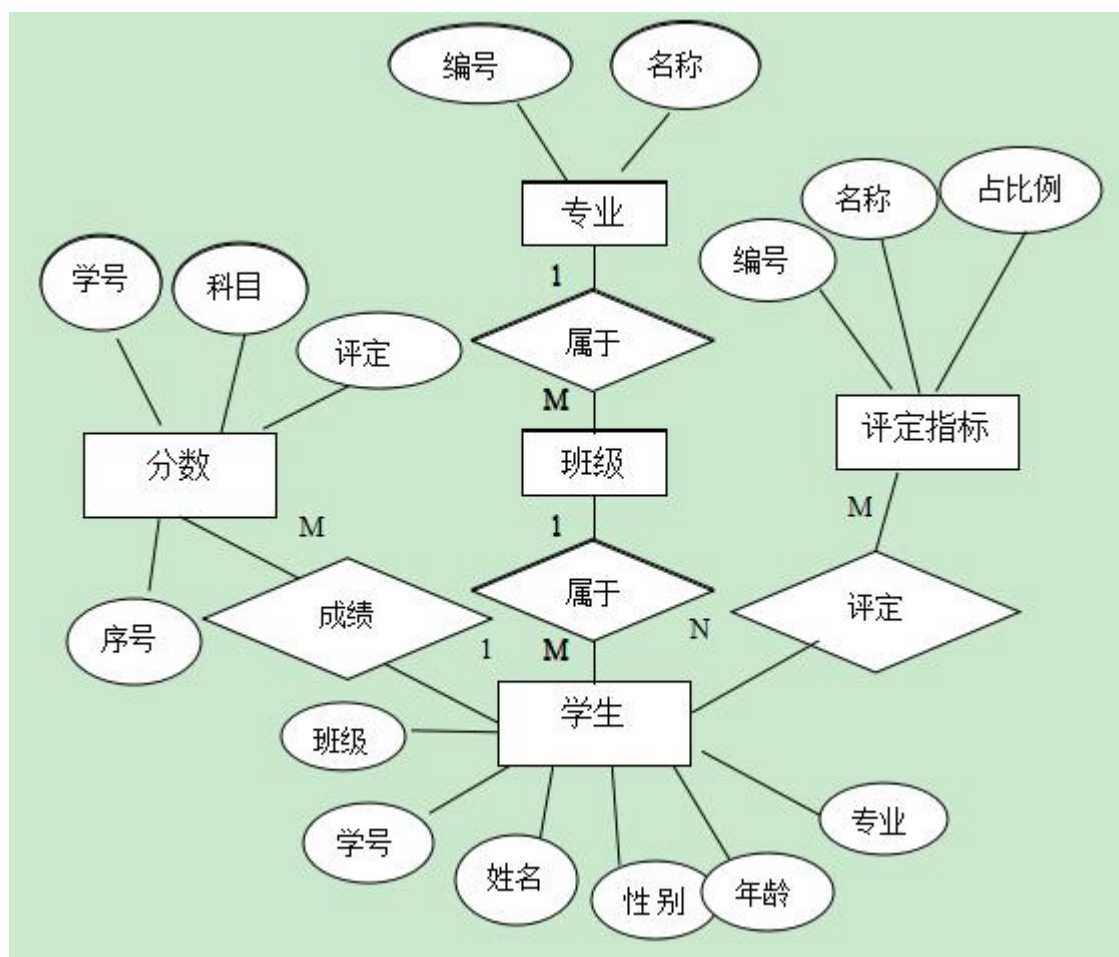 编号
名称
专业
1
属于
M
班级
1
属于
M
学号
科目
评定
分数
M
序号
成绩
1
编号
名称
占比例
评定指标
M
评定
N
学生
班级
学号
姓名
性别
年龄
专业